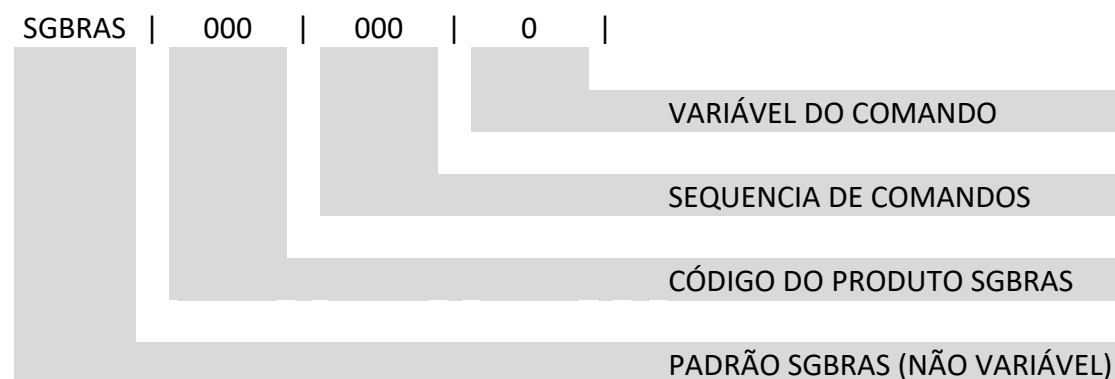 SGBRAS | 000 | 000 | 0 |
VARIÁVEL DO COMANDO
SEQUENCIA DE COMANDOS
CÓDIGO DO PRODUTO SGBRAS
PADRÃO SGBRAS (NÃO VARIÁVEL)